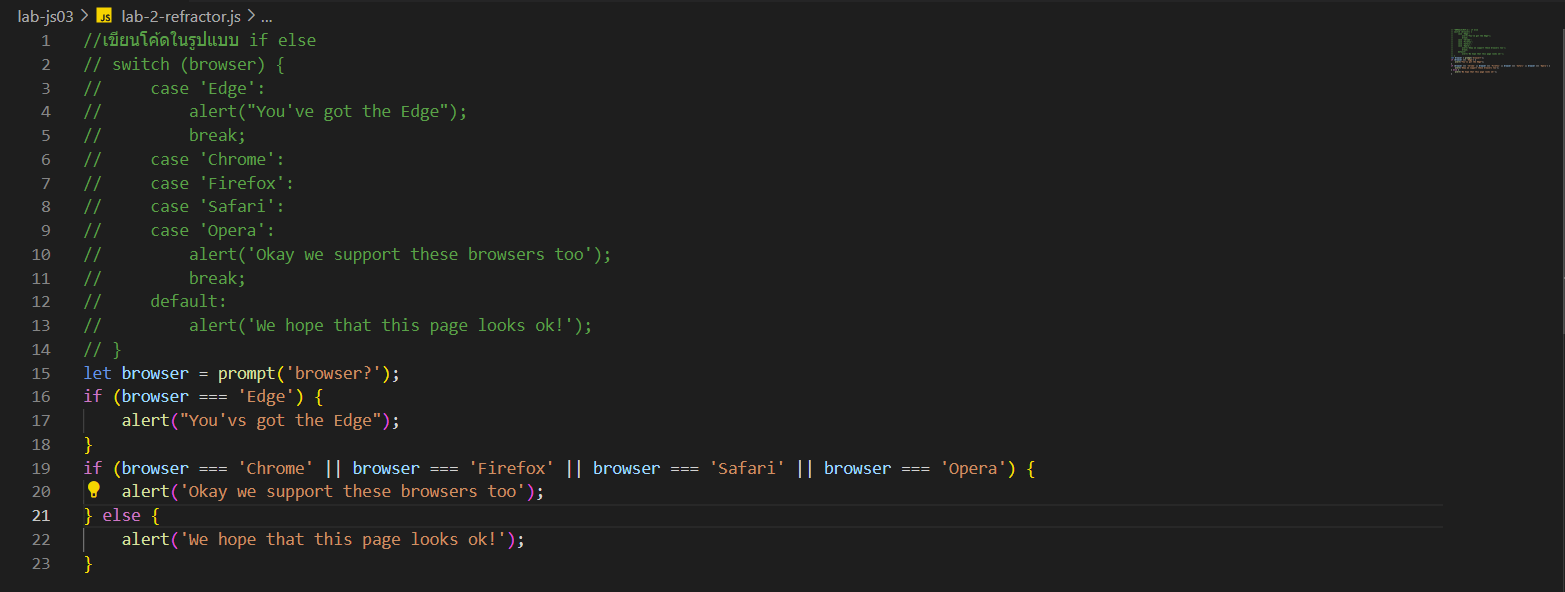 lab-js03 > JS lab-2-refractor.js > ...
1 //เขียนโค้ดในรูปแบบ if else
2 // switch (browser) {
3 //     case 'Edge':
4 //         alert("You've got the Edge");
5 //         break;
6 //     case 'Chrome':
7 //     case 'Firefox':
8 //     case 'Safari':
9 //     case 'Opera':
10 //         alert('Okay we support these browsers too');
11 //         break;
12 //     default:
13 //         alert('We hope that this page looks ok!');
14 // }
15 let browser = prompt('browser?');
16 if (browser === 'Edge') {
17     alert("You'vs got the Edge");
18 }
19 if (browser === 'Chrome' || browser === 'Firefox' || browser === 'Safari' || browser === 'Opera') {
20     alert('Okay we support these browsers too');
21 } else {
22     alert('We hope that this page looks ok!');
23 }